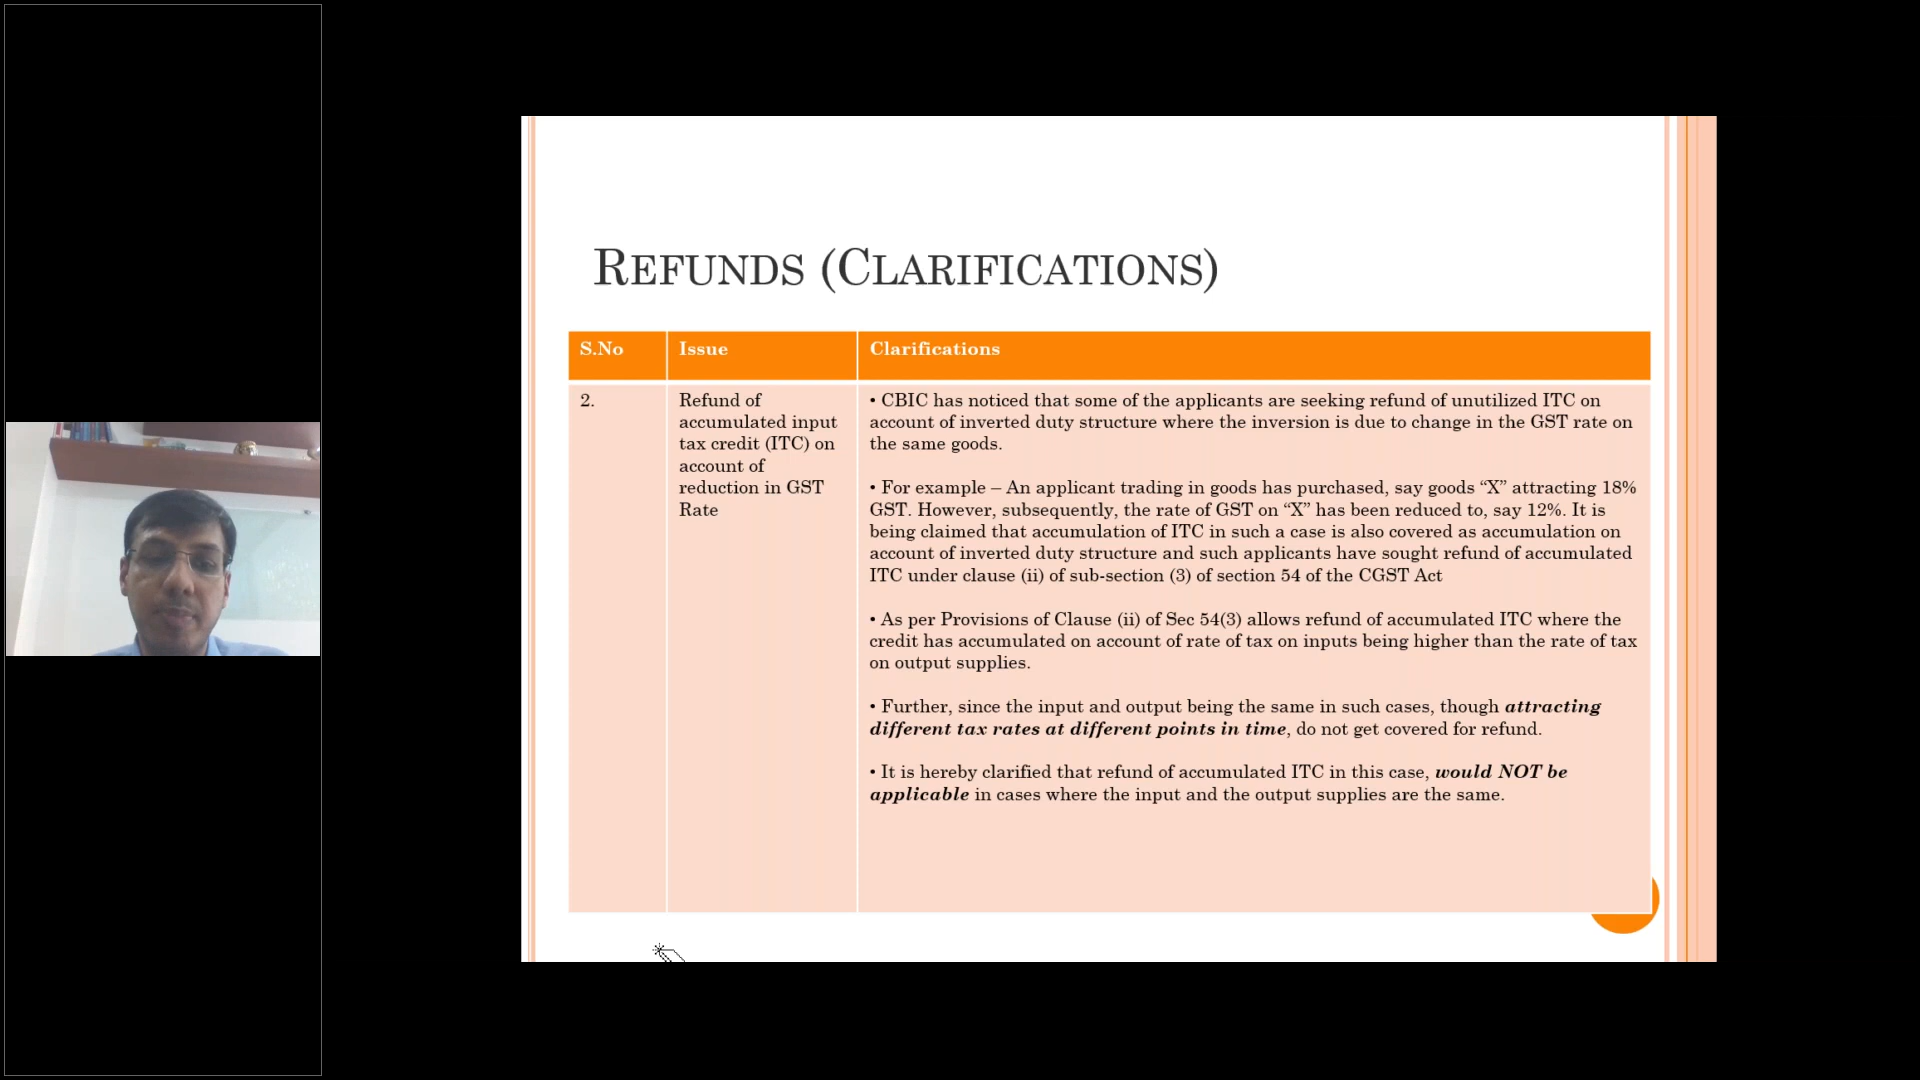 REFUNDS (CLARIFICATIONS)
S.No
Issue
Clarifications
2.
Refund of
accumulated input
tax credit (ITC) on
account of
reduction in GST
Rate
• CBIC has noticed that some of the applicants are seeking refund of unutilized ITC on
account of inverted duty structure where the inversion is due to change in the GST rate on
the same goods.
• For example – An applicant trading in goods has purchased, say goods “X” attracting 18%
GST. However, subsequently, the rate of GST on “X” has been reduced to, say 12%. It is
being claimed that accumulation of ITC in such a case is also covered as accumulation on
account of inverted duty structure and such applicants have sought refund of accumulated
ITC under clause (ii) of sub-section (3) of section 54 of the CGST Act
• As per Provisions of Clause (ii) of Sec 54(3) allows refund of accumulated ITC where the
credit has accumulated on account of rate of tax on inputs being higher than the rate of tax
on output supplies.
• Further, since the input and output being the same in such cases, though attracting
different tax rates at different points in time, do not get covered for refund.
• It is hereby clarified that refund of accumulated ITC in this case, would NOT be
applicable in cases where the input and the output supplies are the same.